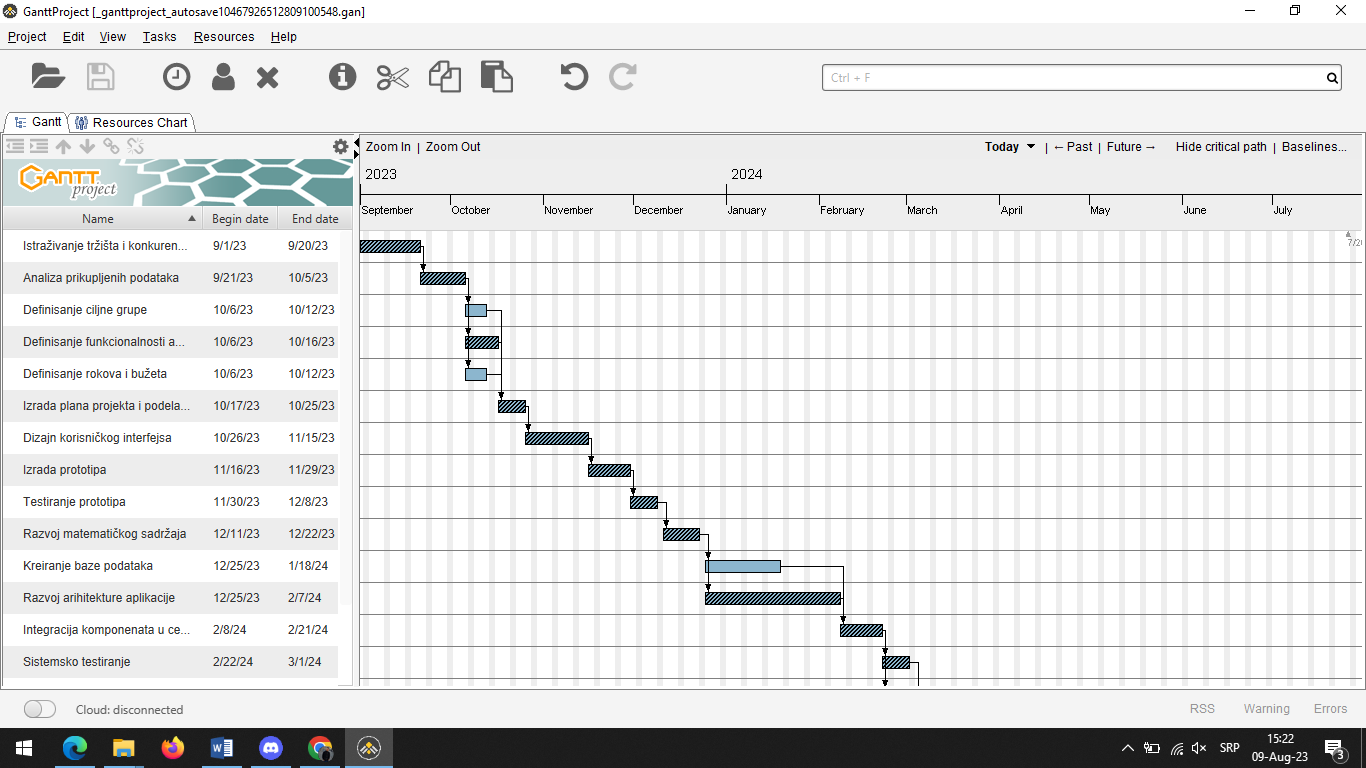 GanttProject [_ganttproject_autosave10467926512809100548.gan]
Project Edit View Tasks Resources Help
Ctrl + F
Gantt Resources Chart
Zoom In | Zoom Out Today | ← Past | Future → Hide critical path | Baselines...
GANTT project
2023 2024
Name Begin date End date
September October November December January February March April May June July
Istraživanje tržišta i konkuren... 9/1/23 9/20/23
Analiza prikupljenih podataka 9/21/23 10/5/23
Definisanje ciljne grupe 10/6/23 10/12/23
Definisanje funkcionalnosti a... 10/6/23 10/16/23
Definisanje rokova i bužeta 10/6/23 10/12/23
Izrada plana projekta i podela... 10/17/23 10/25/23
Dizajn korisničkog interfejsa 10/26/23 11/15/23
Izrada prototipa 11/16/23 11/29/23
Testiranje prototipa 11/30/23 12/8/23
Razvoj matematičkog sadržaja 12/11/23 12/22/23
Kreiranje baze podataka 12/25/23 1/18/24
Razvoj arihitekture aplikacije 12/25/23 2/7/24
Integracija komponenata u ce... 2/8/24 2/21/24
Sistemsko testiranje 2/22/24 3/1/24
Cloud: disconnected RSS Warning Errors
SRP
15:22
09-Aug-23
3